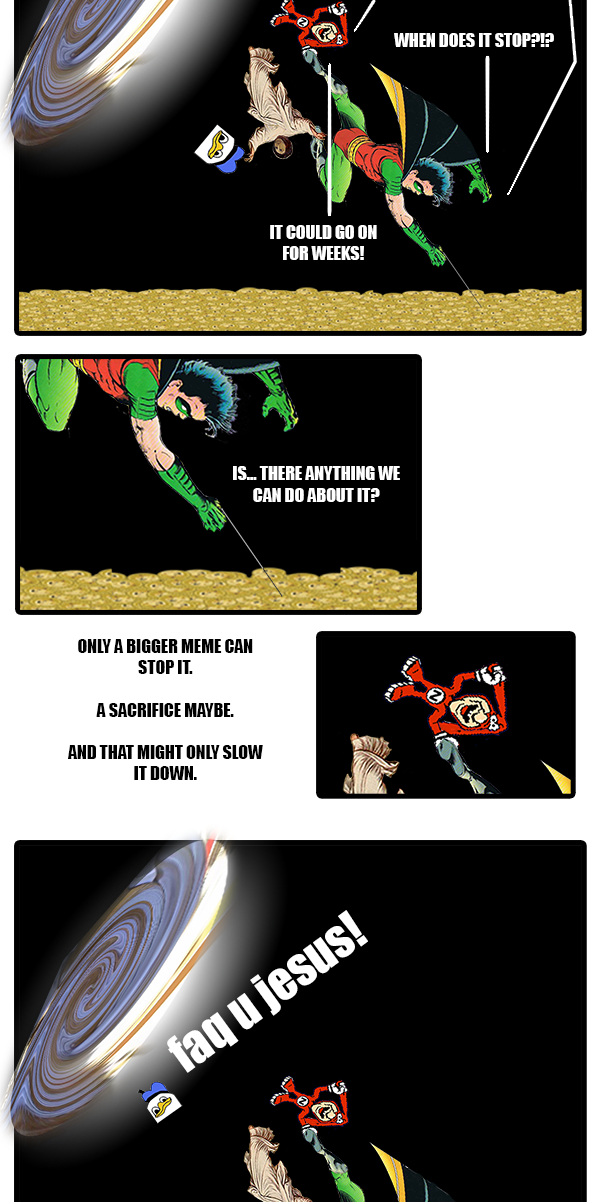 WHEN DOES IT STOP?!?
IT COULD GO ON
FOR WEEKS!
IS... THERE ANYTHING WE
CAN DO ABOUT IT?
ONLY A BIGGER MEME CAN
STOP IT.
A SACRIFICE MAYBE.
AND THAT MIGHT ONLY SLOW
IT DOWN.
N
faq u jesus!
N